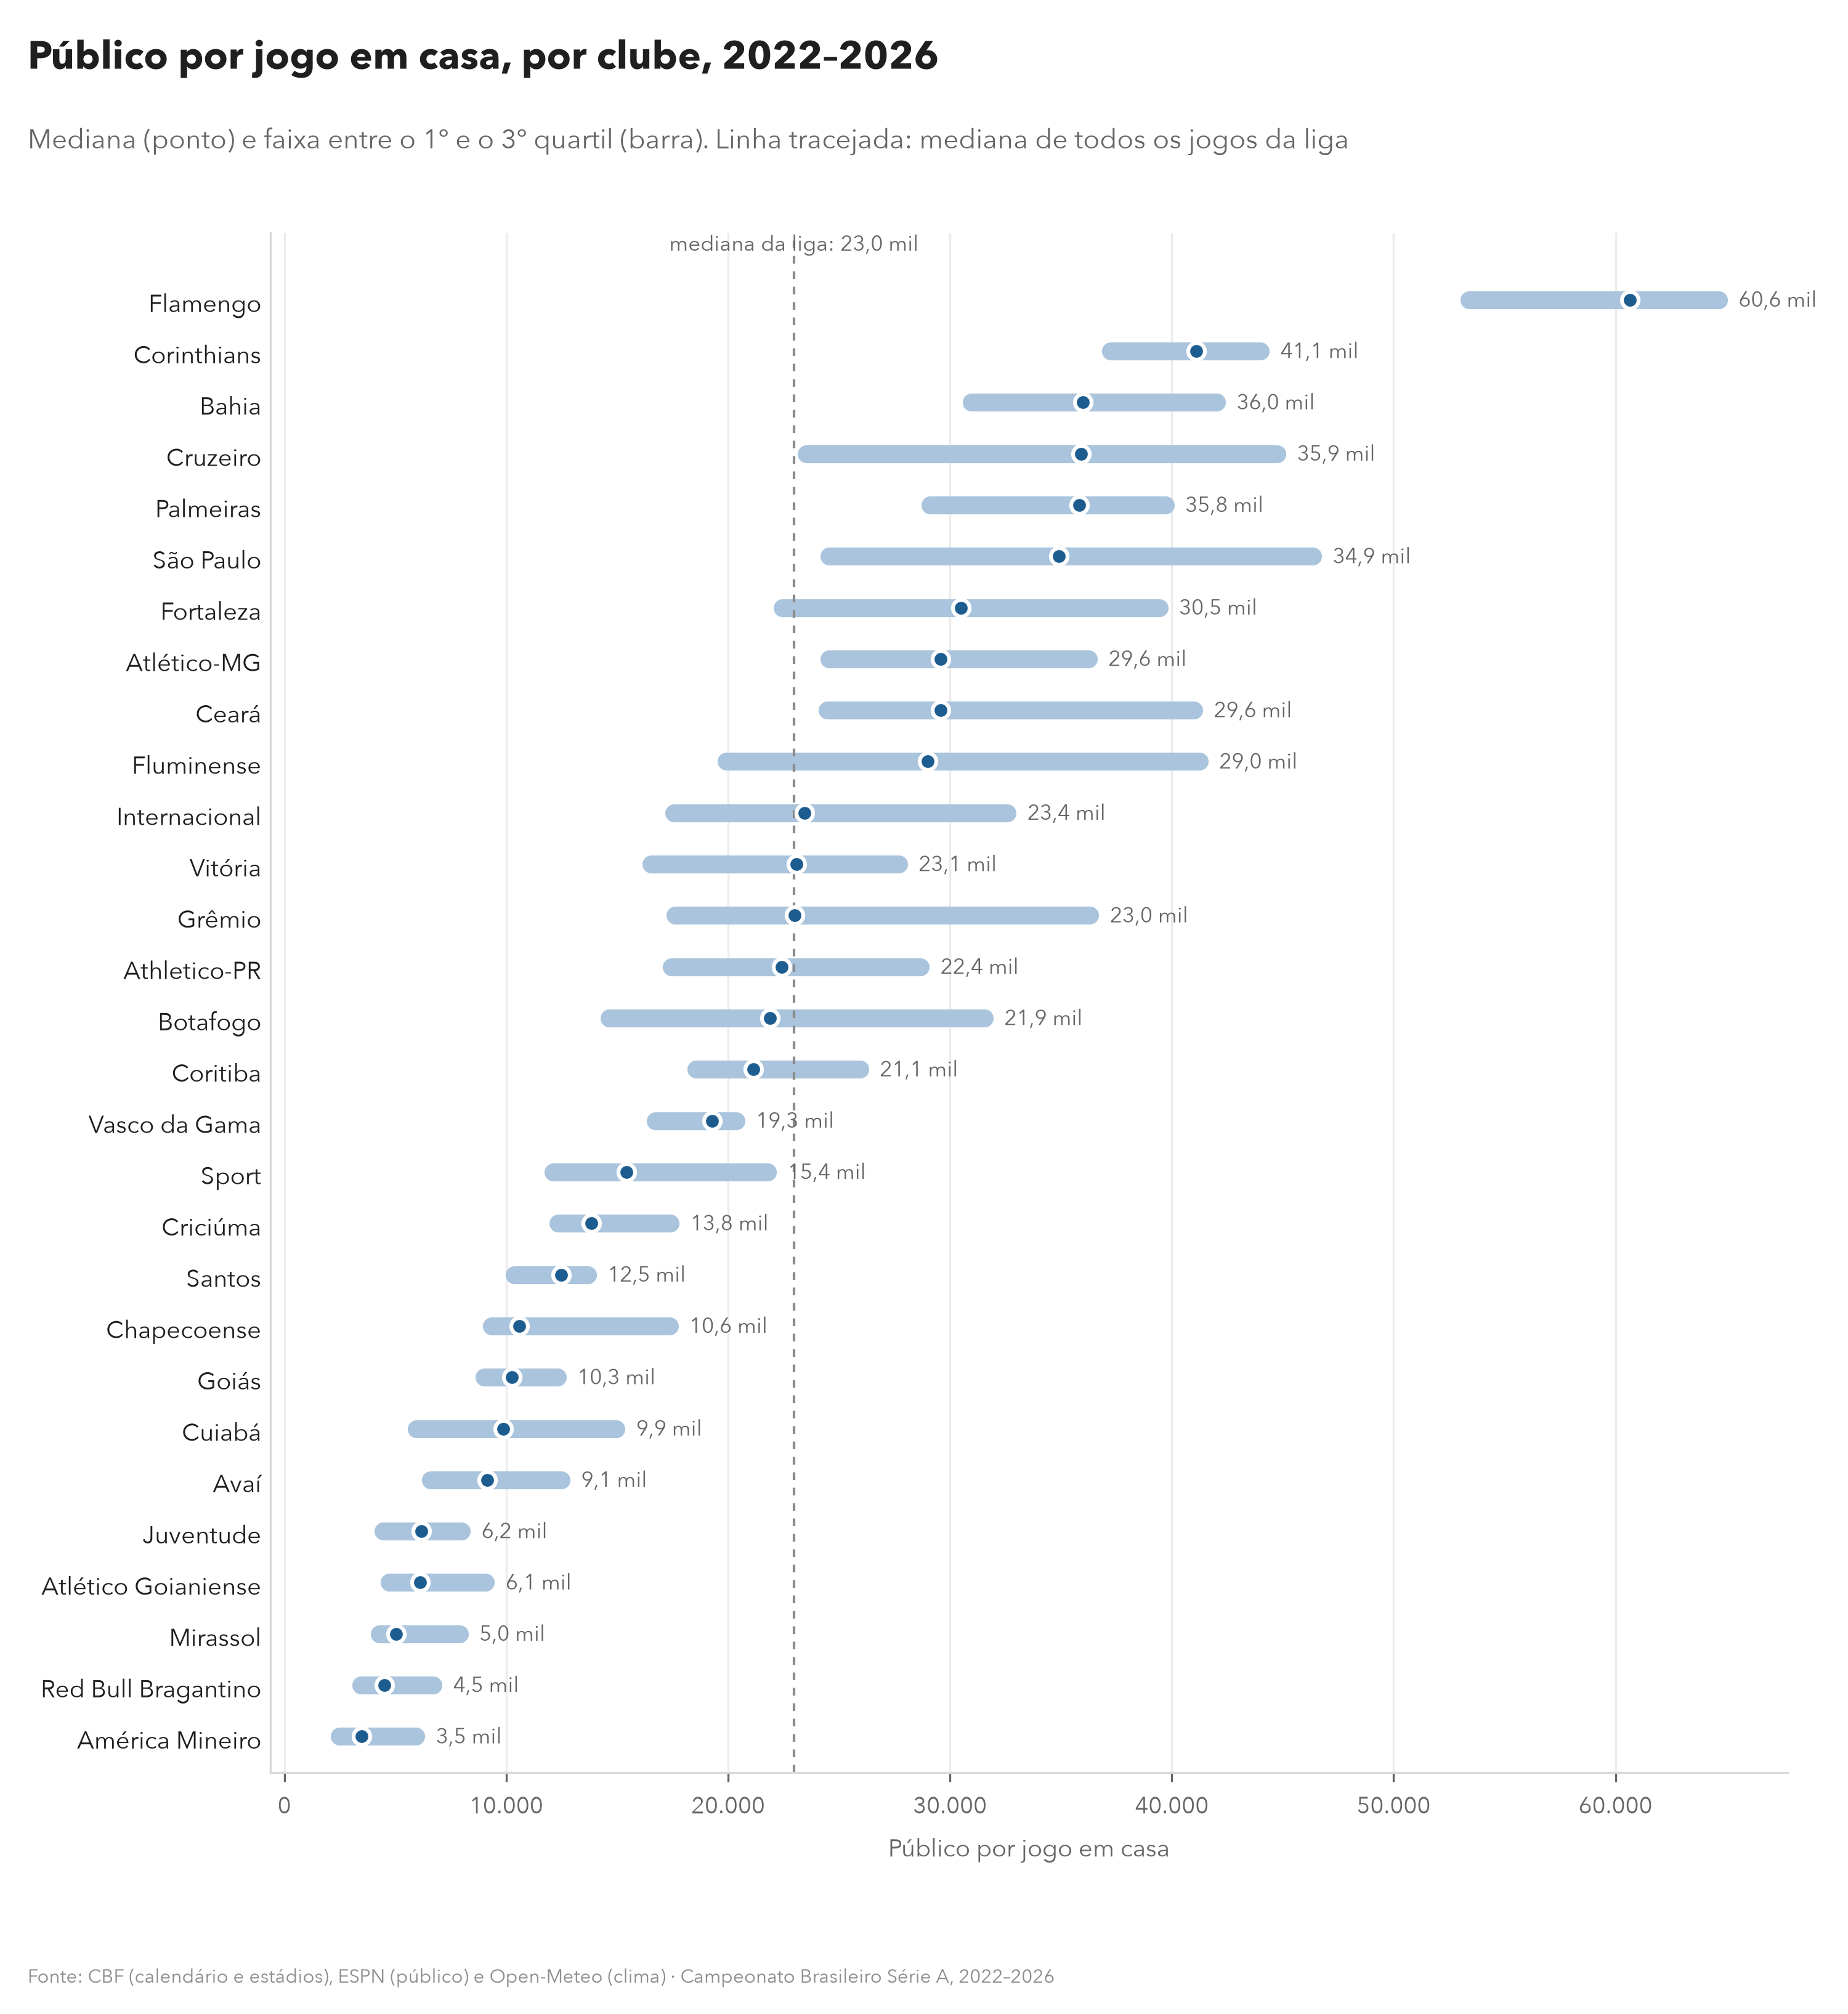 Público por jogo em casa, por clube, 2022–2026
Mediana (ponto) e faixa entre o 1º e o 3º quartil (barra). Linha tracejada: mediana de todos os jogos da liga
mediana da liga: 23,0 mil
Flamengo 60,6 mil
Corinthians 41,1 mil
Bahia 36,0 mil
Cruzeiro 35,9 mil
Palmeiras 35,8 mil
São Paulo 34,9 mil
Fortaleza 30,5 mil
Atlético-MG 29,6 mil
Ceará 29,6 mil
Fluminense 29,0 mil
Internacional 23,4 mil
Vitória 23,1 mil
Grêmio 23,0 mil
Athletico-PR 22,4 mil
Botafogo 21,9 mil
Coritiba 21,1 mil
Vasco da Gama 19,3 mil
Sport 15,4 mil
Criciúma 13,8 mil
Santos 12,5 mil
Chapecoense 10,6 mil
Goiás 10,3 mil
Cuiabá 9,9 mil
Avaí 9,1 mil
Juventude 6,2 mil
Atlético Goianiense 6,1 mil
Mirassol 5,0 mil
Red Bull Bragantino 4,5 mil
América Mineiro 3,5 mil
0 10.000 20.000 30.000 40.000 50.000 60.000
Público por jogo em casa
Fonte: CBF (calendário e estádios), ESPN (público) e Open-Meteo (clima) · Campeonato Brasileiro Série A, 2022–2026